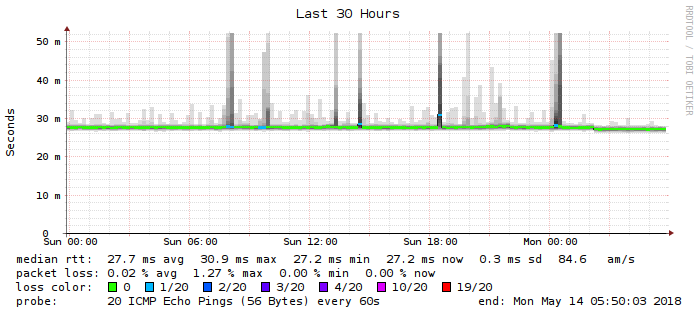 Last 30 Hours
RRDTOOL / TOBI OETIKER
Seconds
50 m
40 m
30 m
20 m
10 m
0
Sun 00:00 Sun 06:00 Sun 12:00 Sun 18:00 Mon 00:00
median rtt: 27.7 ms avg 30.9 ms max 27.2 ms min 27.2 ms now 0.3 ms sd 84.6 am/s
packet loss: 0.02 % avg 1.27 % max 0.00 % min 0.00 % now
loss color: 0 1/20 2/20 3/20 4/20 10/20 19/20
probe: 20 ICMP Echo Pings (56 Bytes) every 60s end: Mon May 14 05:50:03 2018